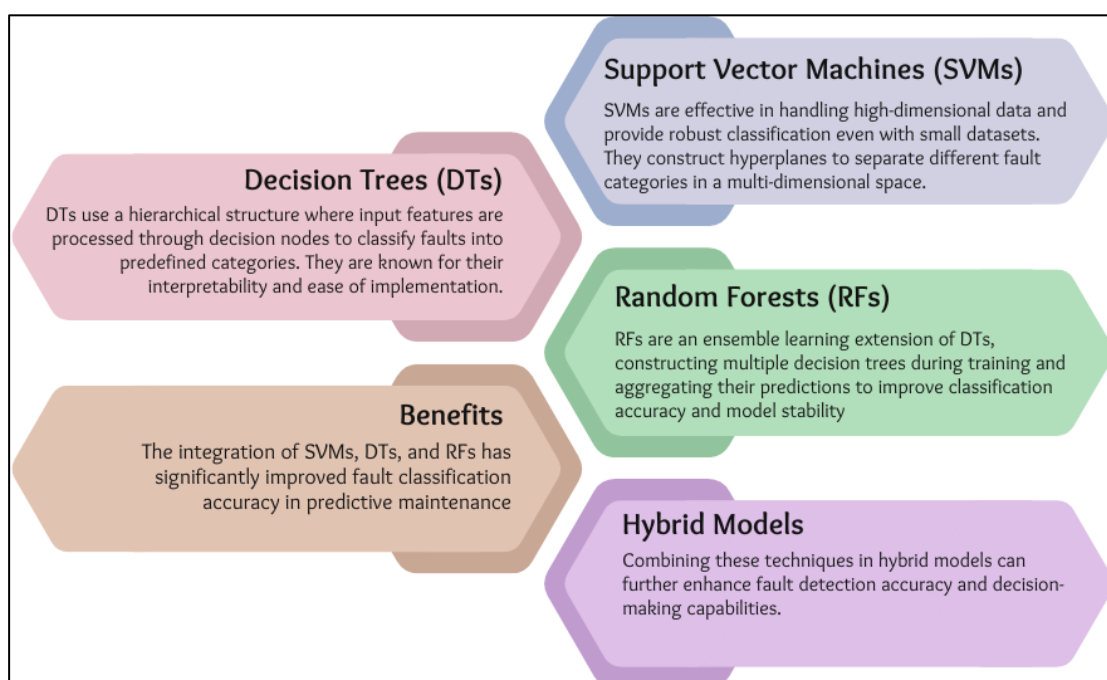 Support Vector Machines (SVMs)
SVMs are effective in handling high-dimensional data and
provide robust classification even with small datasets.
They construct hyperplanes to separate different fault
categories in a multi-dimensional space.
Decision Trees (DTs)
DTs use a hierarchical structure where input features are
processed through decision nodes to classify faults into
predefined categories. They are known for their
interpretability and ease of implementation.
Random Forests (RFs)
RFs are an ensemble learning extension of DTs,
constructing multiple decision trees during training and
aggregating their predictions to improve classification
accuracy and model stability
Benefits
The integration of SVMs, DTs, and RFs has
significantly improved fault classification
accuracy in predictive maintenance
Hybrid Models
Combining these techniques in hybrid models can
further enhance fault detection accuracy and decision-
making capabilities.